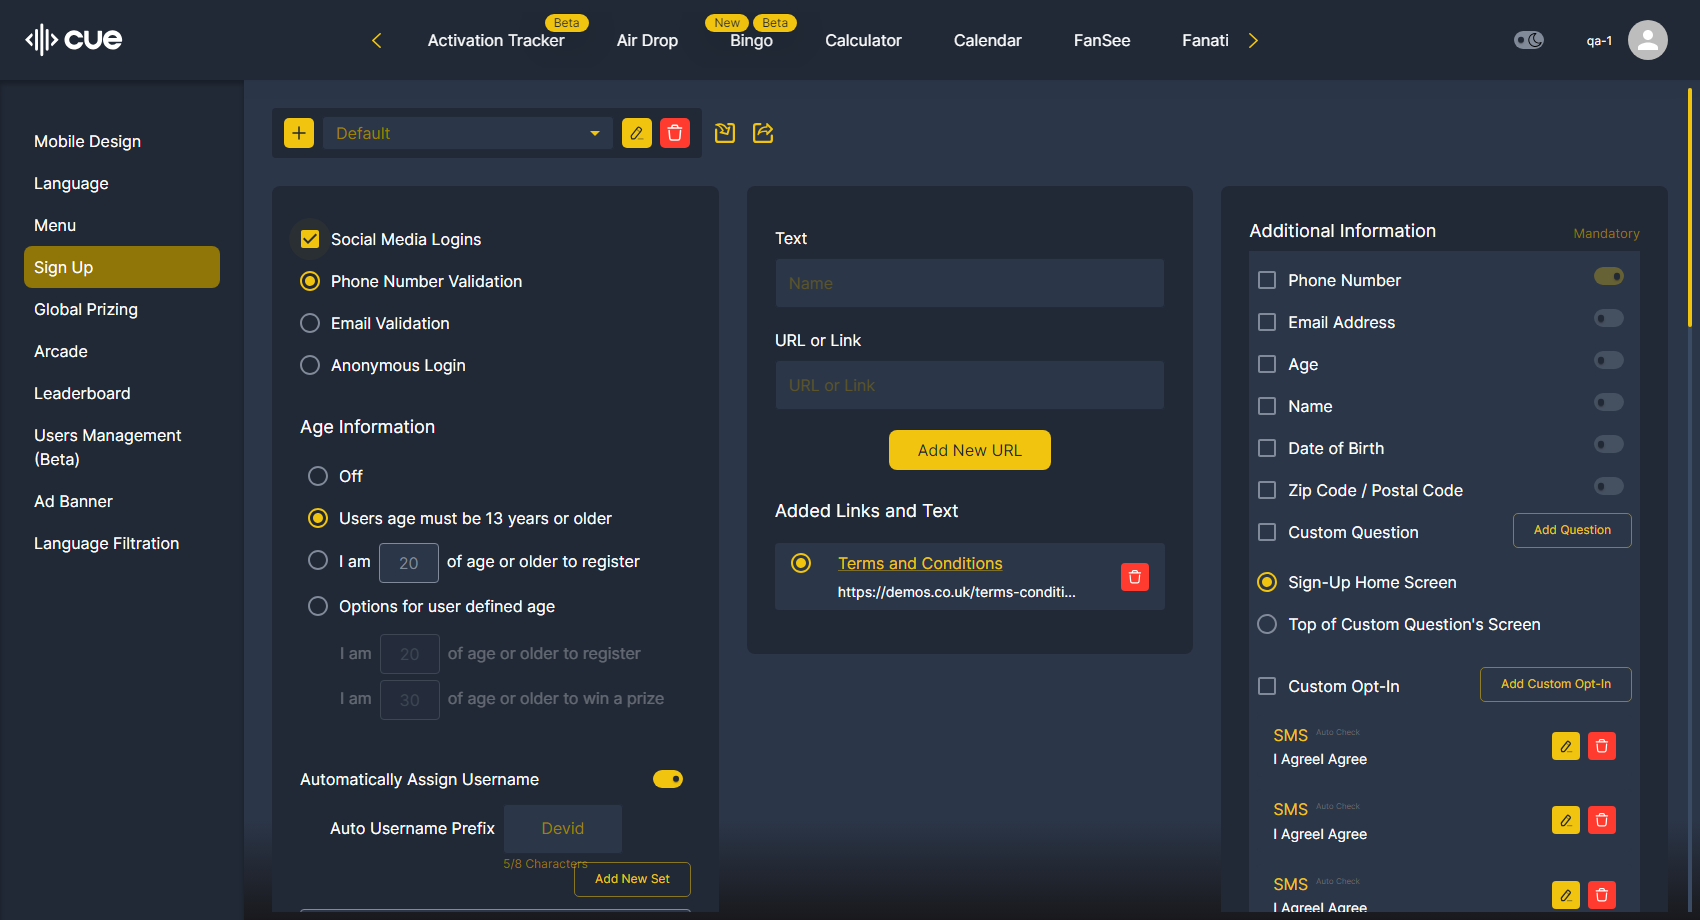 cue
Activation Tracker
Beta
Air Drop
New
Beta
Bingo
Calculator
Calendar
FanSee
Fanati
qa-1
Mobile Design
Language
Menu
Sign Up
Global Prizing
Arcade
Leaderboard
Users Management
(Beta)
Ad Banner
Language Filtration
Default
Social Media Logins
Phone Number Validation
Email Validation
Anonymous Login
Age Information
Off
Users age must be 13 years or older
I am 20 of age or older to register
Options for user defined age
I am 20 of age or older to register
I am 30 of age or older to win a prize
Automatically Assign Username
Auto Username Prefix Devid
5/8 Characters
Add New Set
Text
Name
URL or Link
URL or Link
Add New URL
Added Links and Text
Terms and Conditions
https://demos.co.uk/terms-conditi...
Additional Information
Mandatory
Phone Number
Email Address
Age
Name
Date of Birth
Zip Code / Postal Code
Custom Question
Add Question
Sign-Up Home Screen
Top of Custom Question's Screen
Custom Opt-In
Add Custom Opt-In
SMS Auto Check
I AgreeI Agree
SMS Auto Check
I AgreeI Agree
SMS Auto Check
I AgreeI Agree